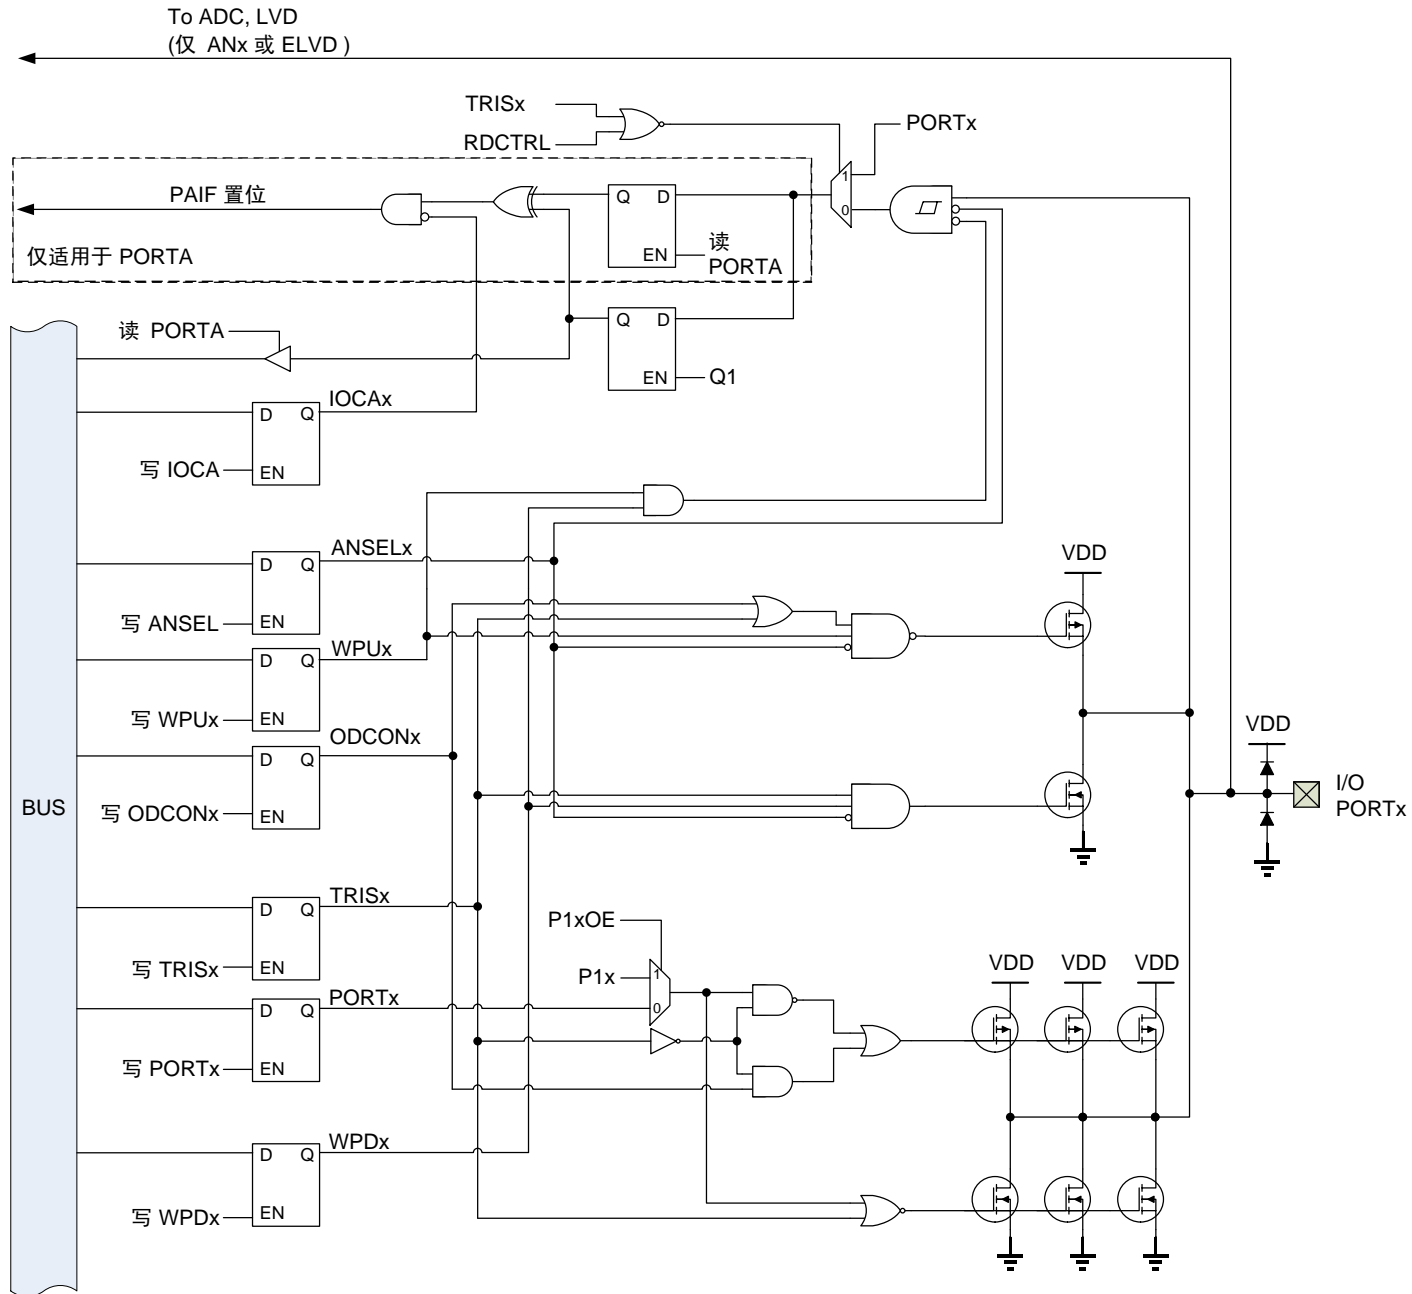 To ADC, LVD
(仅 ANx 或 ELVD )
TRISx
RDCTRL
PORTx
1
0
PAIF 置位
仅适用于 PORTA
Q D
EN
读
PORTA
读 PORTA
Q D
EN
Q1
IOCAx
D Q
写 IOCA
EN
ANSELx
D Q
写 ANSEL
EN
VDD
WPUx
D Q
写 WPUx
EN
ODCONx
D Q
写 ODCONx
EN
BUS
VDD
I/O
PORTx
TRISx
D Q
写 TRISx
EN
P1xOE
P1x
1
0
VDD VDD VDD
PORTx
D Q
写 PORTx
EN
WPDx
D Q
写 WPDx
EN